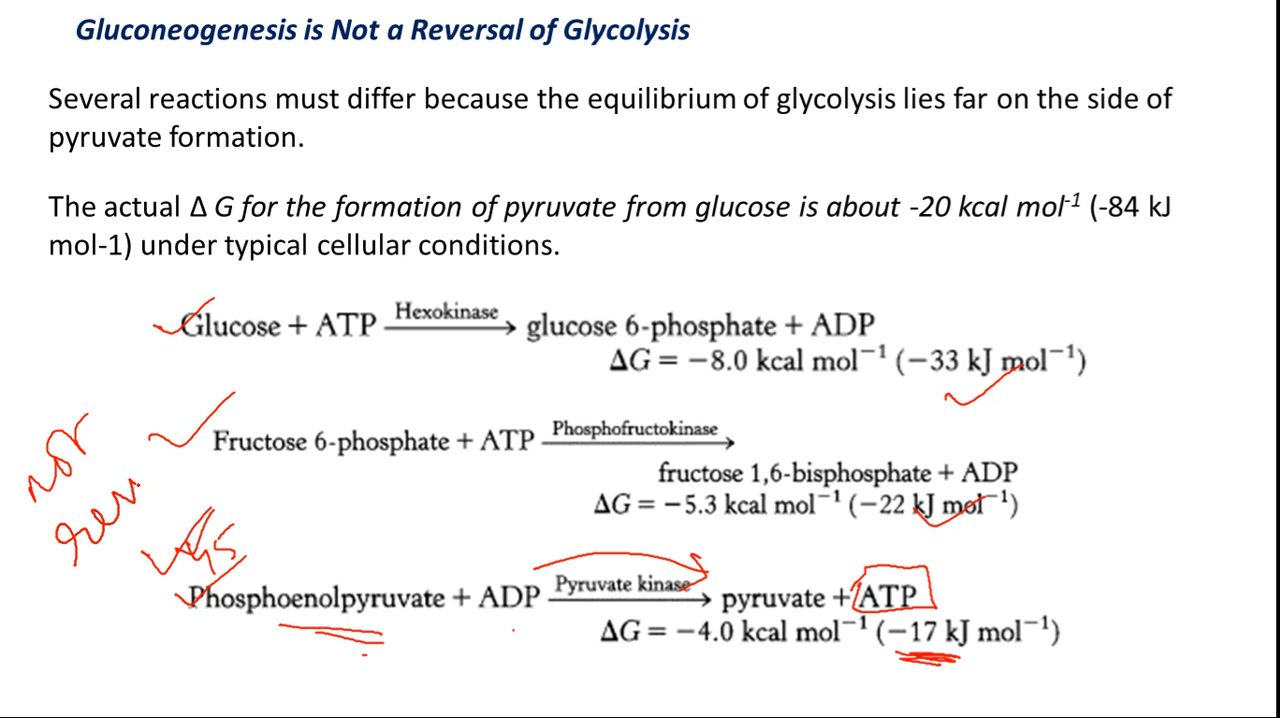 Gluconeogenesis is Not a Reversal of Glycolysis
Several reactions must differ because the equilibrium of glycolysis lies far on the side of
pyruvate formation.
The actual Δ G for the formation of pyruvate from glucose is about -20 kcal mol⁻¹ (-84 kJ
mol-1) under typical cellular conditions.
Glucose + ATP Hexokinase → glucose 6-phosphate + ADP
ΔG = −8.0 kcal mol⁻¹ (−33 kJ mol⁻¹)
Fructose 6-phosphate + ATP Phosphofructokinase →
fructose 1,6-bisphosphate + ADP
ΔG = −5.3 kcal mol⁻¹ (−22 kJ mol⁻¹)
not
rev.
Phosphoenolpyruvate + ADP Pyruvate kinase → pyruvate + ATP
ΔG = −4.0 kcal mol⁻¹ (−17 kJ mol⁻¹)